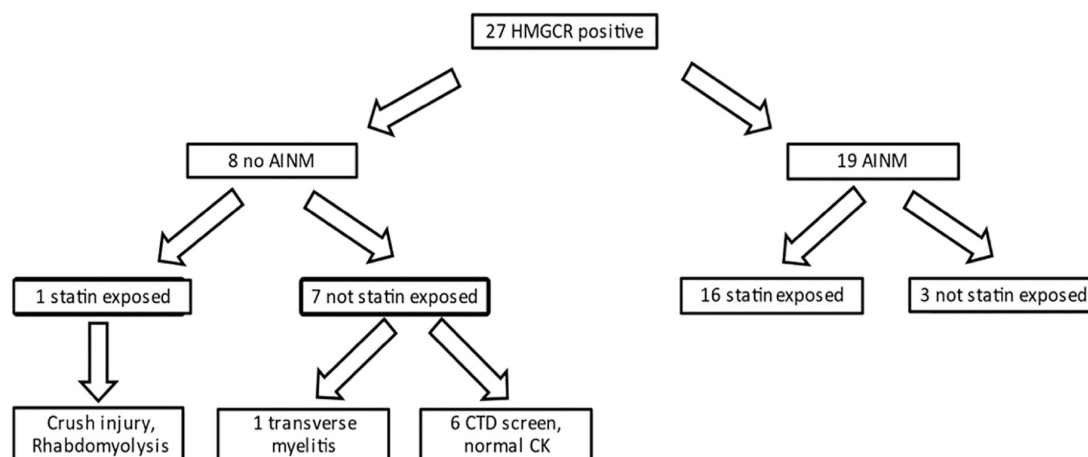 27 HMGCR positive
8 no AINM
19 AINM
1 statin exposed
7 not statin exposed
16 statin exposed
3 not statin exposed
Crush injury,
Rhabdomyolysis
1 transverse
myelitis
6 CTD screen,
normal CK